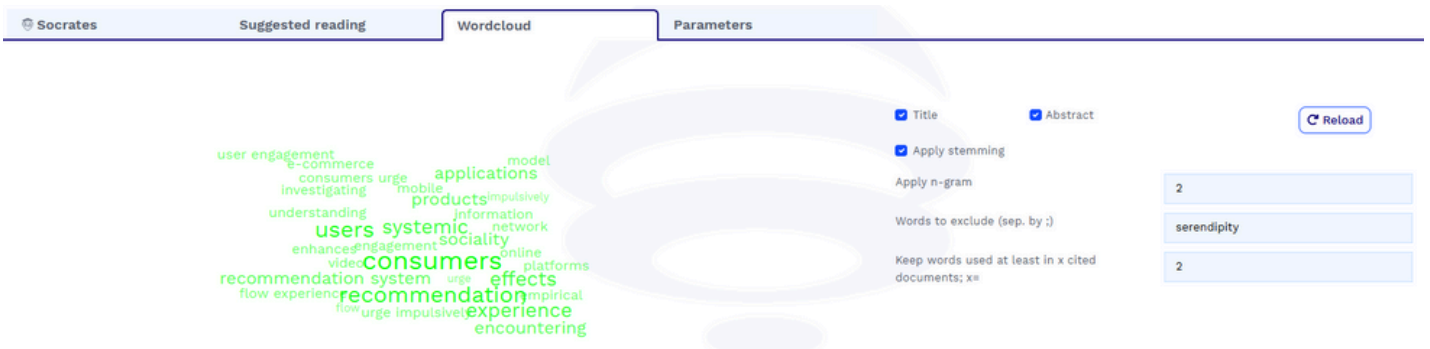 Socrates Suggested reading Wordcloud Parameters
Title Abstract Reload
Apply stemming
Apply n-gram 2
Words to exclude (sep. by ;) serendipity
Keep words used at least in x cited
documents; x= 2
user engagement
e-commerce
model
consumers urge
applications
investigating
mobile
products
impulsively
understanding
information
users
systemic
network
enhances
engagement
sociality
online
video
consumers
platforms
recommendation system
urge
effects
flow experience
recommendation
empirical
flow
urge impulsively
experience
encountering